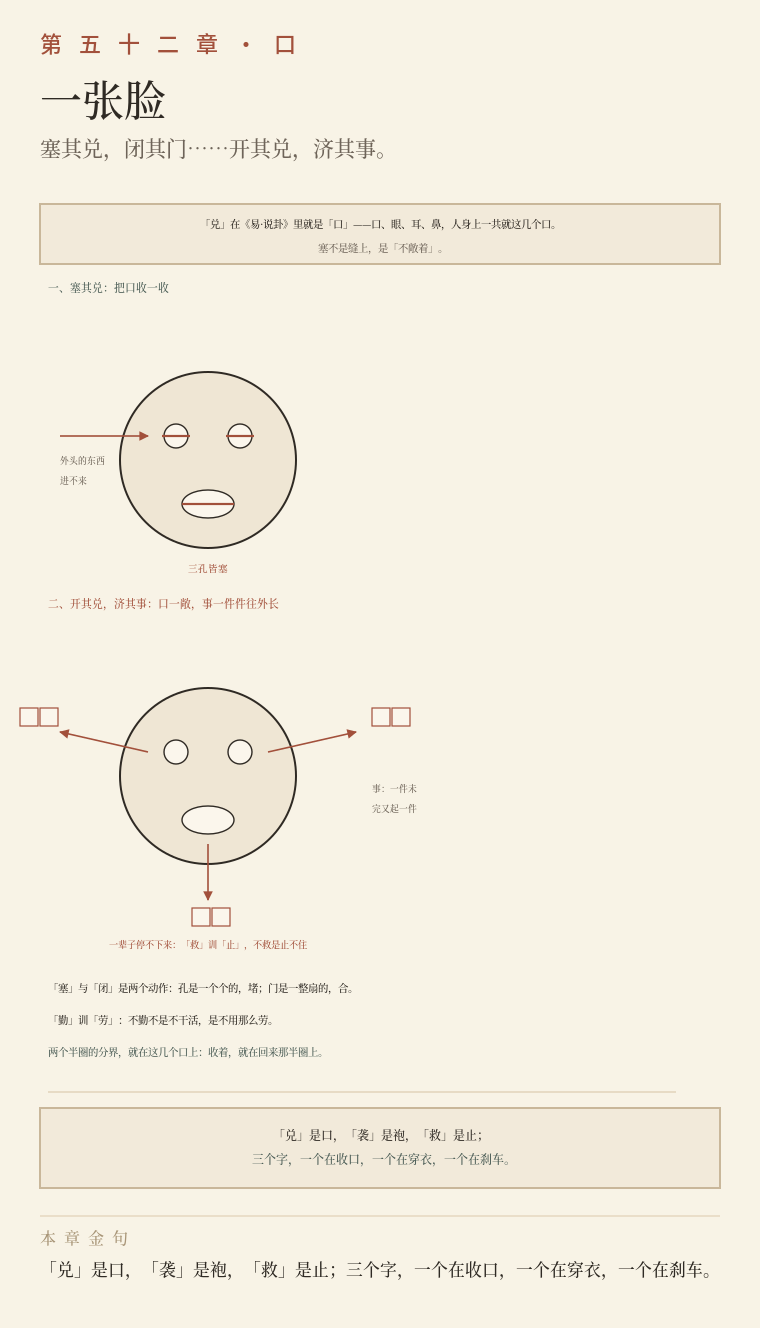 第五十二章·口
一张脸
塞其兑，闭其门……开其兑，济其事。
「兑」在《易·说卦》里就是「口」——口、眼、耳、鼻，人身上一共就这几个口。
塞不是缝上，是「不敞着」。
一、塞其兑：把口收一收
外头的东西
进不来
三孔皆塞
二、开其兑，济其事：口一敞，事一件件往外长
事：一件未
完又起一件
一辈子停不下来：「救」训「止」，不救是止不住
「塞」与「闭」是两个动作：孔是一个个的，堵；门是一整扇的，合。
「勤」训「劳」：不勤不是不干活，是不用那么劳。
两个半圈的分界，就在这几个口上：收着，就在回来那半圈上。
「兑」是口，「袭」是袍，「救」是止；
三个字，一个在收口，一个在穿衣，一个在刹车。
本章金句
「兑」是口，「袭」是袍，「救」是止；三个字，一个在收口，一个在穿衣，一个在刹车。